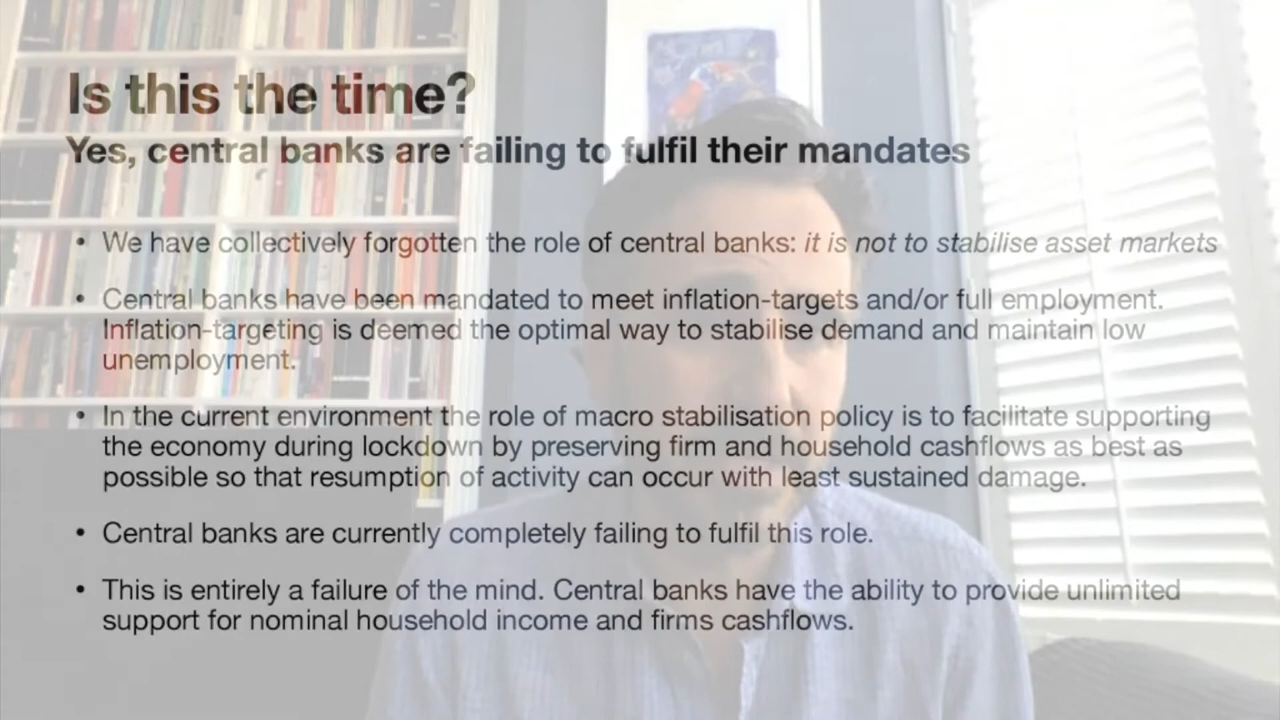 Is this the time?
Yes, central banks are failing to fulfil their mandates
• We have collectively forgotten the role of central banks: it is not to stabilise asset markets
• Central banks have been mandated to meet inflation-targets and/or full employment.
Inflation-targeting is deemed the optimal way to stabilise demand and maintain low
unemployment.
• In the current environment the role of macro stabilisation policy is to facilitate supporting
the economy during lockdown by preserving firm and household cashflows as best as
possible so that resumption of activity can occur with least sustained damage.
• Central banks are currently completely failing to fulfil this role.
• This is entirely a failure of the mind. Central banks have the ability to provide unlimited
support for nominal household income and firms cashflows.